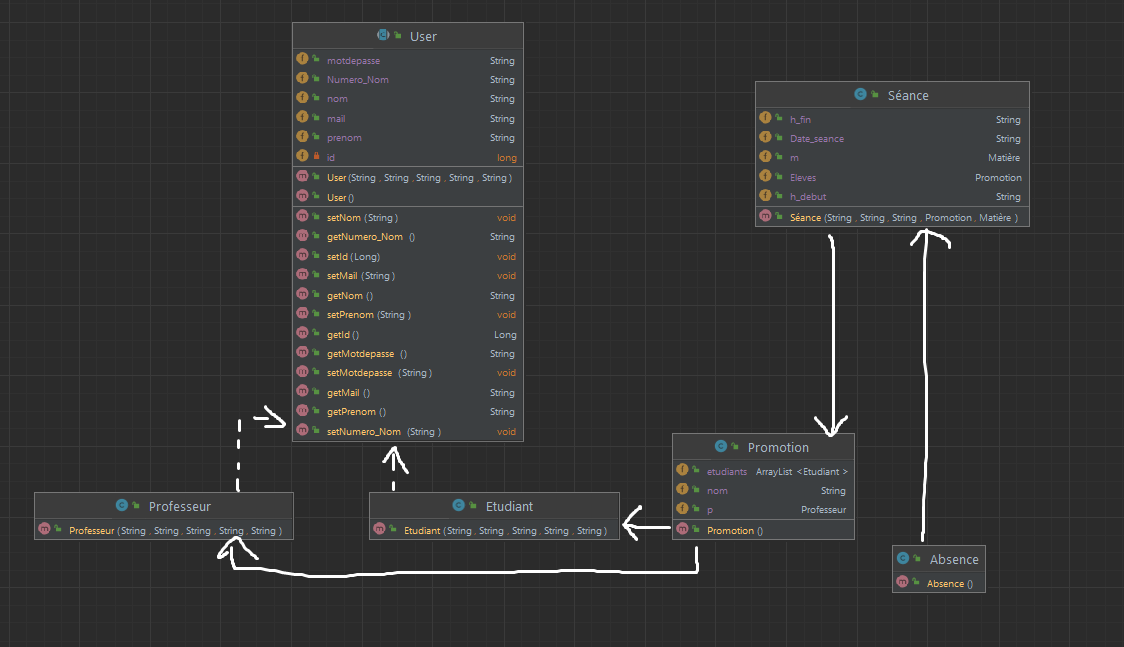 User
motdepasse String
Numero_Nom String
nom String
mail String
prenom String
id long
User (String , String , String , String , String )
User ()
setNom (String ) void
getNumero_Nom () String
setId (Long) void
setMail (String ) void
getNom () String
setPrenom (String ) void
getId () Long
getMotdepasse () String
setMotdepasse (String ) void
getMail () String
getPrenom () String
setNumero_Nom (String ) void
Séance
h_fin String
Date_seance String
m Matière
Eleves Promotion
h_debut String
Séance (String , String , String , Promotion , Matière )
Promotion
etudiants ArrayList <Etudiant >
nom String
p Professeur
Promotion ()
Professeur
Professeur (String , String , String , String , String )
Etudiant
Etudiant (String , String , String , String , String )
Absence
Absence ()